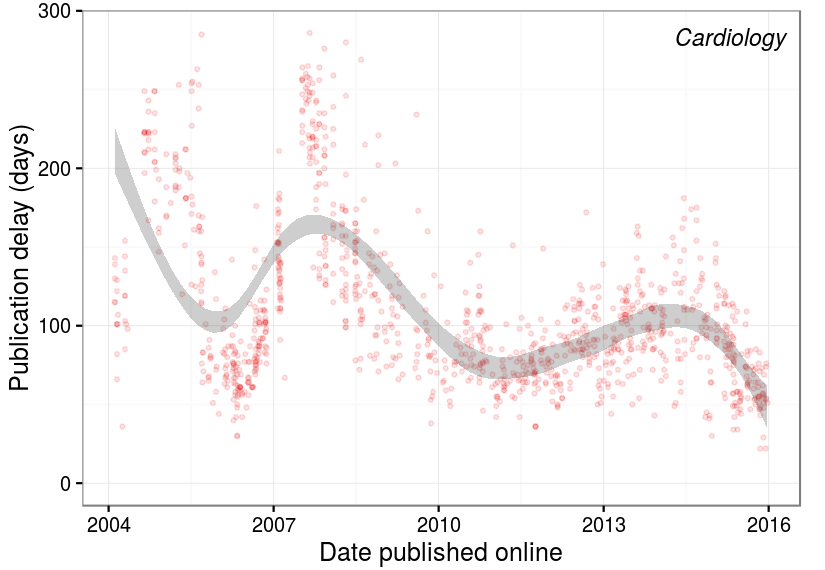 Cardiology
Publication delay (days)
300
200
100
0
2004 2007 2010 2013 2016
Date published online